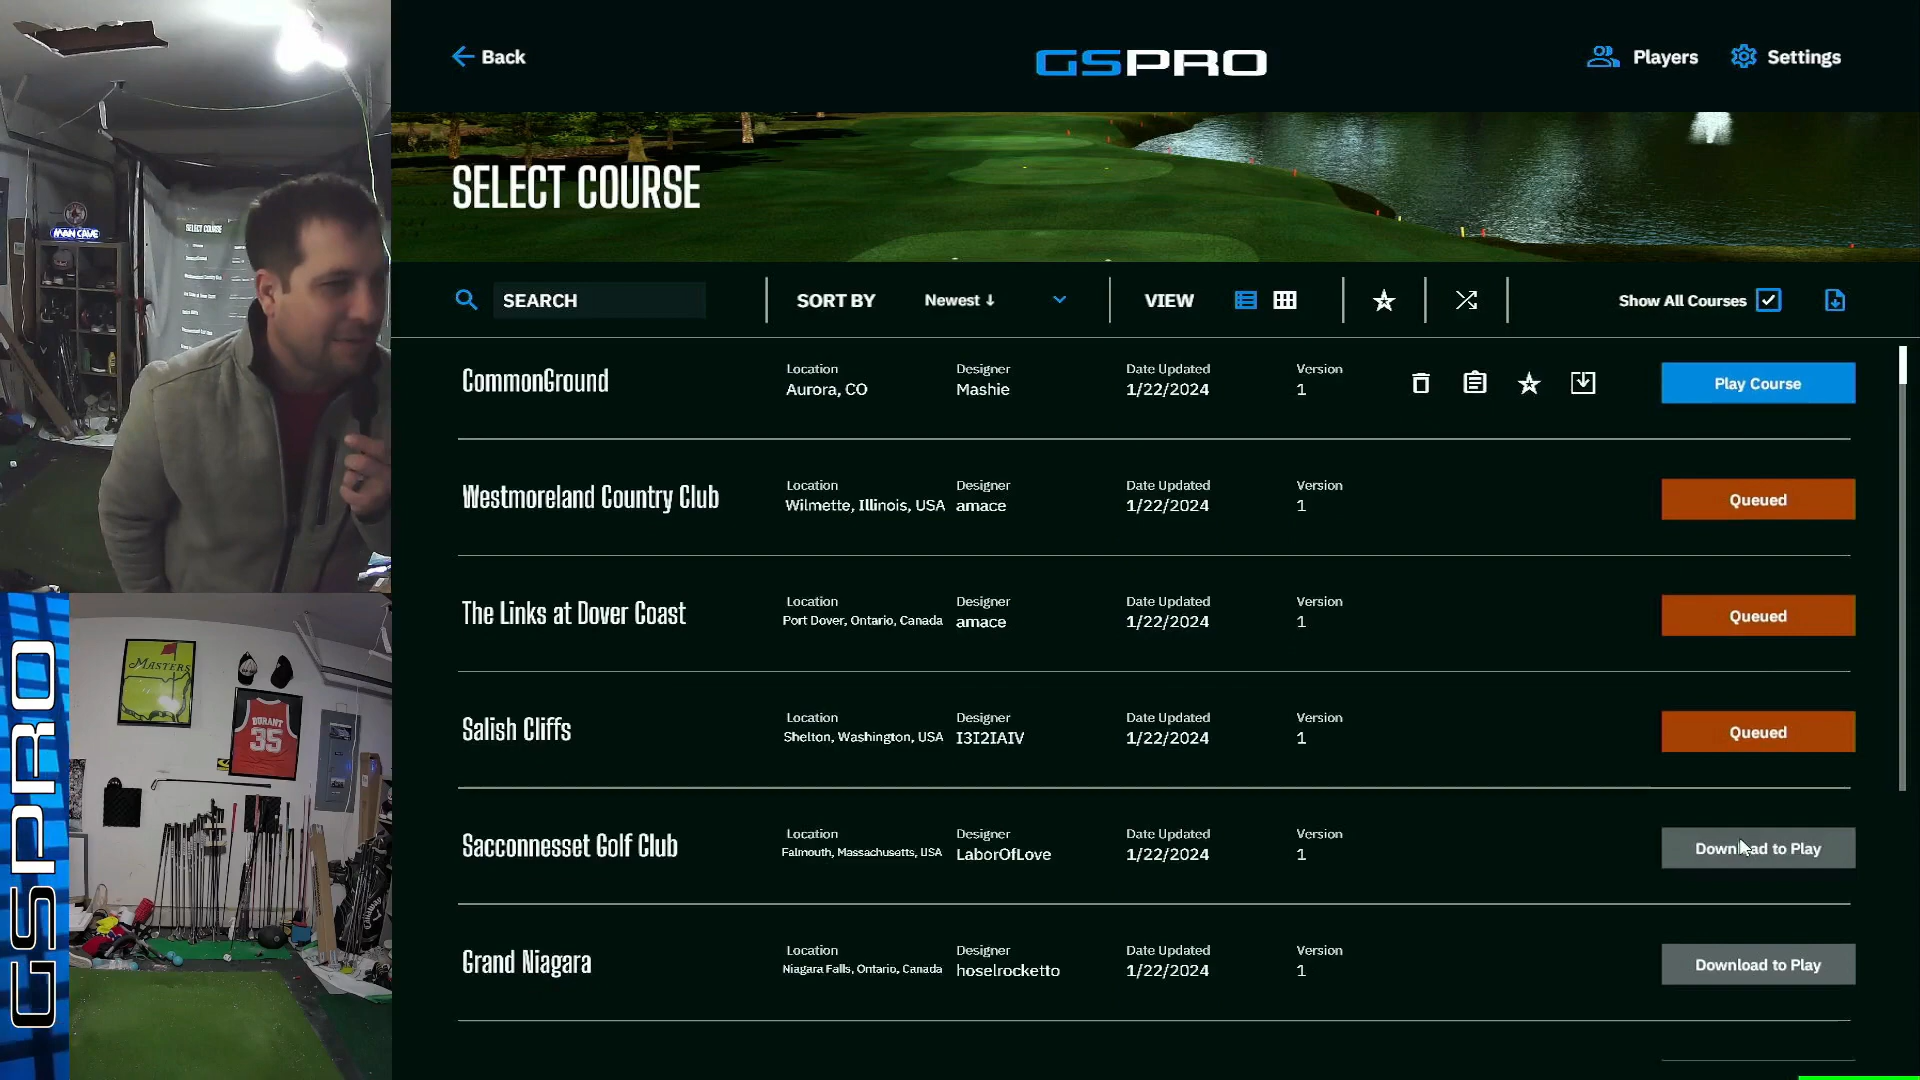 Back
GSPRO
Players
Settings
SELECT COURSE
SEARCH
SORT BY
Newest ↓
VIEW
Show All Courses
CommonGround
Location
Aurora, CO
Designer
Mashie
Date Updated
1/22/2024
Version
1
Play Course
Westmoreland Country Club
Location
Wilmette, Illinois, USA
Designer
amace
Date Updated
1/22/2024
Version
1
Queued
The Links at Dover Coast
Location
Port Dover, Ontario, Canada
Designer
amace
Date Updated
1/22/2024
Version
1
Queued
Salish Cliffs
Location
Shelton, Washington, USA
Designer
I3I2IAIV
Date Updated
1/22/2024
Version
1
Queued
Sacconnesset Golf Club
Location
Falmouth, Massachusetts, USA
Designer
LaborOfLove
Date Updated
1/22/2024
Version
1
Download to Play
Grand Niagara
Location
Niagara Falls, Ontario, Canada
Designer
hoselrocketto
Date Updated
1/22/2024
Version
1
Download to Play
MAN CAVE
SELECT COURSE
GSPRO
MASTERS
DURANT
35
Callaway